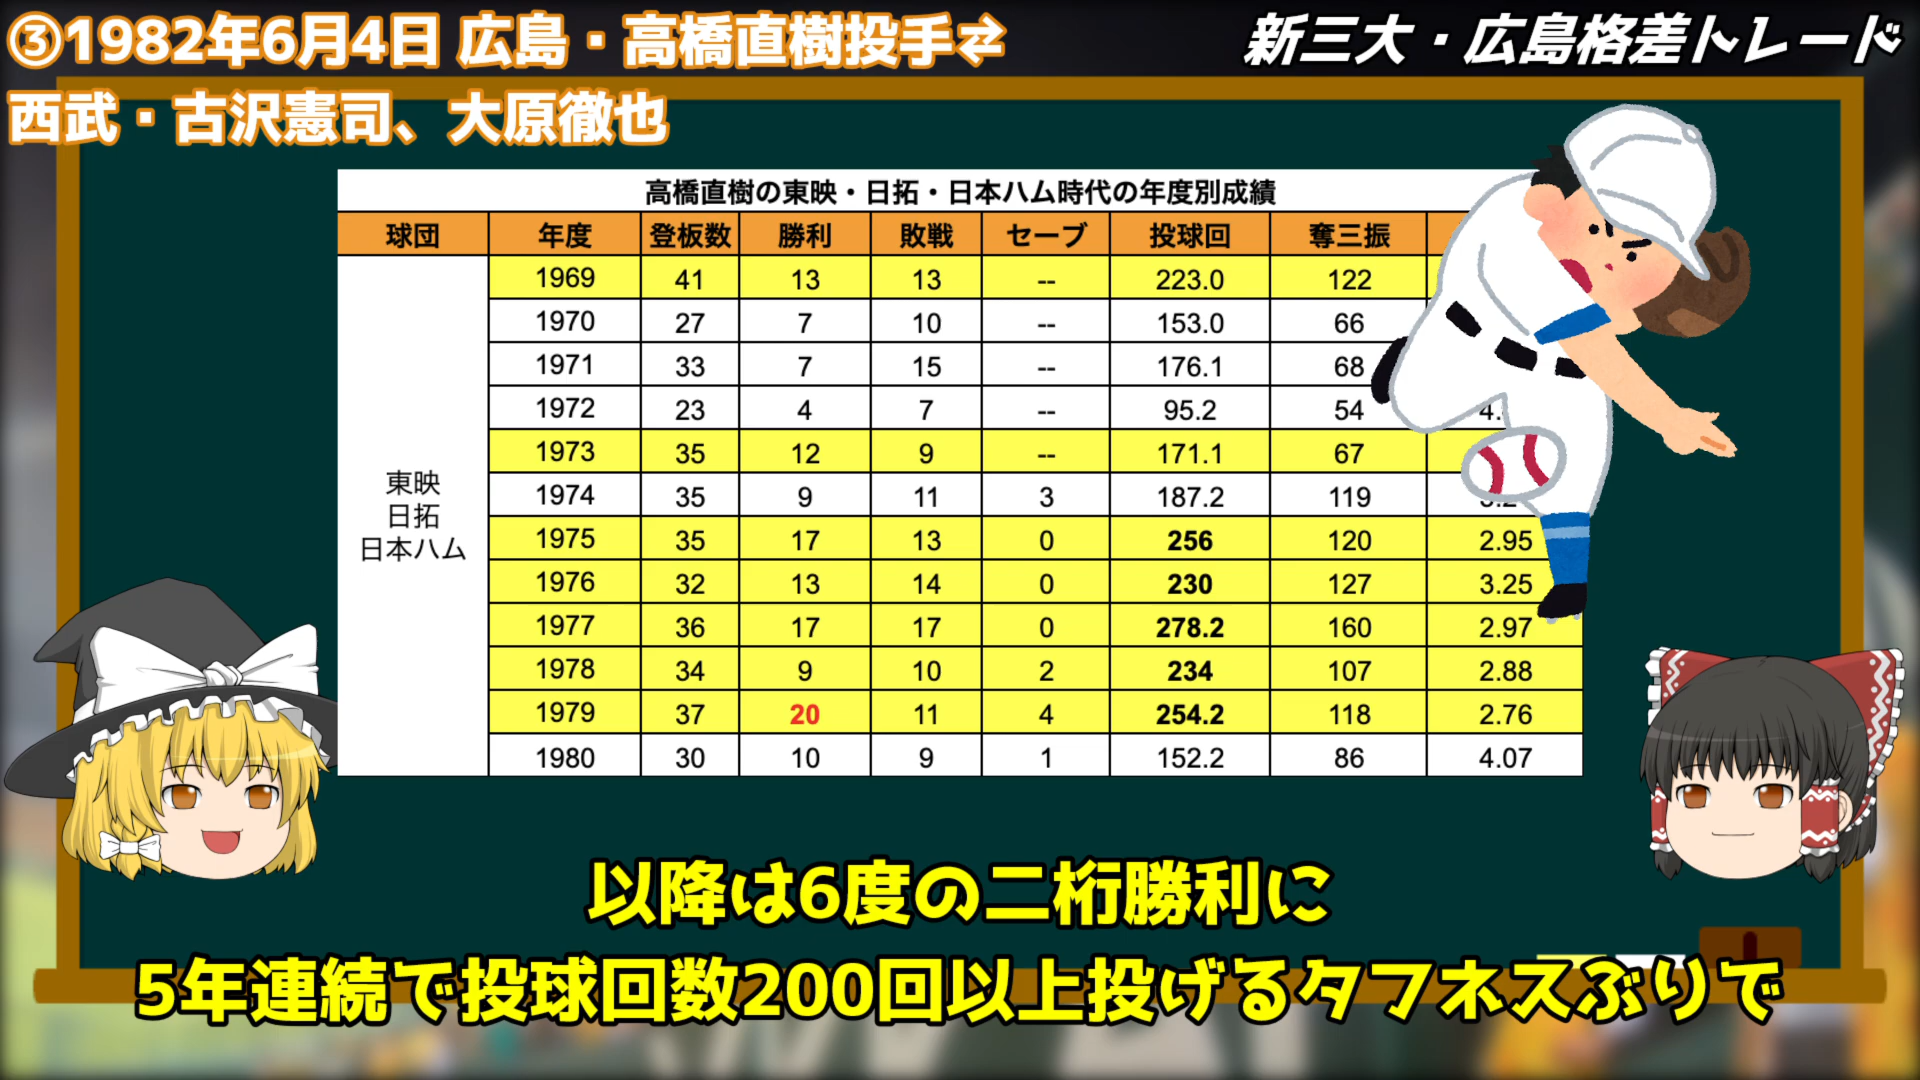 ③1982年6月4日 広島・高橋直樹投手⇄
西武・古沢憲司、大原徹也
新三大・広島格差トレード
高橋直樹の東映・日拓・日本ハム時代の年度別成績
球団 年度 登板数 勝利 敗戦 セーブ 投球回 奪三振
東映
日拓
日本ハム
1969 41 13 13 -- 223.0 122
1970 27 7 10 -- 153.0 66
1971 33 7 15 -- 176.1 68
1972 23 4 7 -- 95.2 54
1973 35 12 9 -- 171.1 67
1974 35 9 11 3 187.2 119
1975 35 17 13 0 256 120 2.95
1976 32 13 14 0 230 127 3.25
1977 36 17 17 0 278.2 160 2.97
1978 34 9 10 2 234 107 2.88
1979 37 20 11 4 254.2 118 2.76
1980 30 10 9 1 152.2 86 4.07
以降は6度の二桁勝利に
5年連続で投球回数200回以上投げるタフネスぶりで